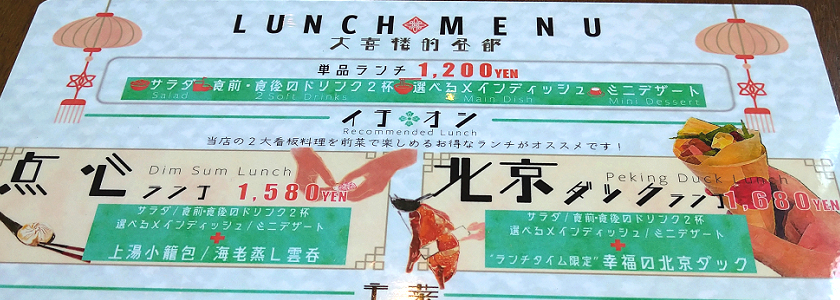 LUNCH MENU
大喜楼的昼餉
単品ランチ 1,200YEN
サラダ 食前・食後のドリンク2杯 選べるメインディッシュ ミニデザート
Salad 2 Soft Drinks Main Dish Mini Dessert
イチオン
Recommended Lunch
当店の2大看板料理を前菜で楽しめるお得なランチがオススメです!
点心ランチ Dim Sum Lunch 1,580YEN
サラダ/食前・食後のドリンク2杯
選べるメインディッシュ/ミニデザート
+
上湯小籠包/海老蒸し雲呑
北京ダックランチ Peking Duck Lunch 1,680YEN
サラダ/食前・食後のドリンク2杯
選べるメインディッシュ/ミニデザート
+
"ランチタイム限定"幸福の北京ダック